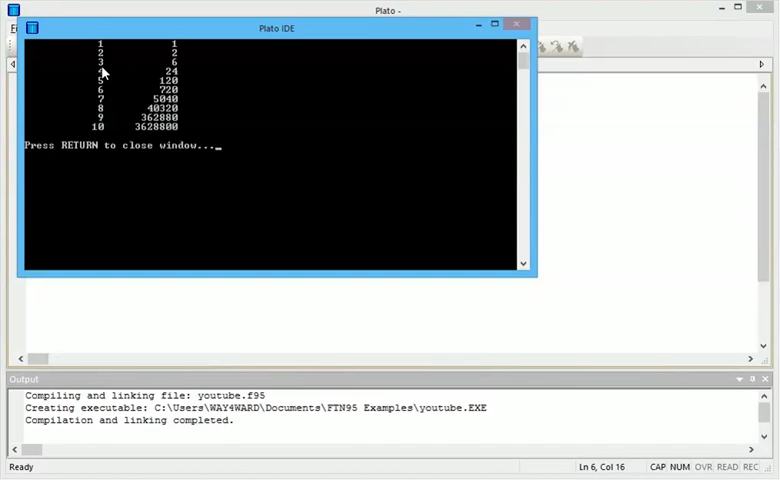 Plato -
Plato IDE
1 1
2 2
3 6
4 24
5 120
6 720
7 5040
8 40320
9 362880
10 3628800
Press RETURN to close window..._
Output
Compiling and linking file: youtube.f95
Creating executable: C:\Users\WAY4WARD\Documents\FTN95 Examples\youtube.EXE
Compilation and linking completed.
Ready Ln 6, Col 16 CAP NUM OVR READ REC